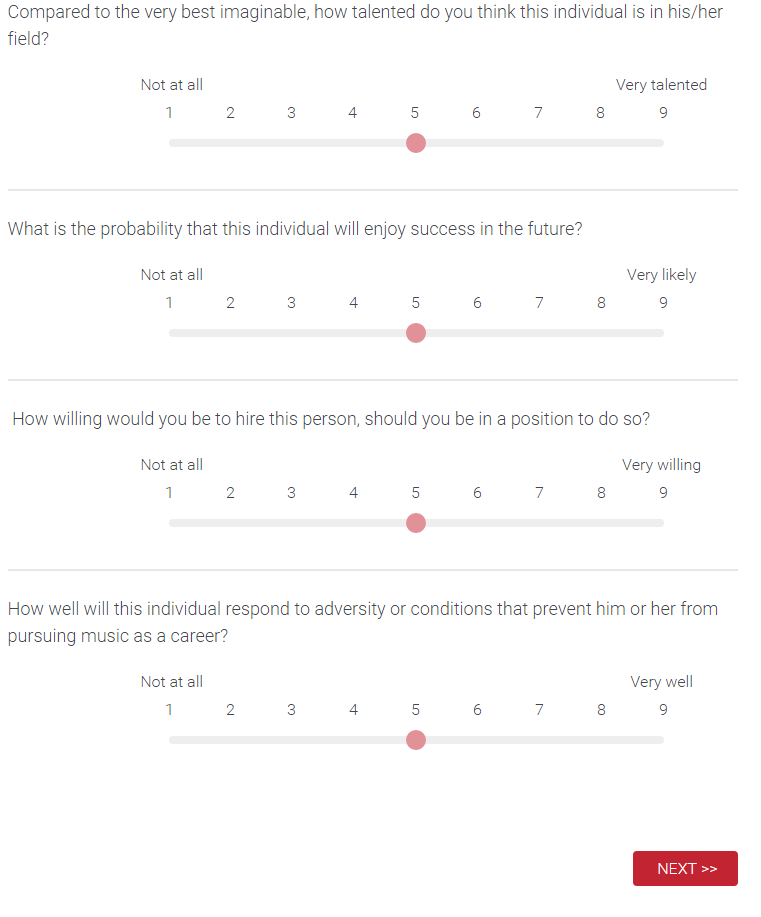 Compared to the very best imaginable, how talented do you think this individual is in his/her
field?
Not at all Very talented
1 2 3 4 5 6 7 8 9
What is the probability that this individual will enjoy success in the future?
Not at all Very likely
1 2 3 4 5 6 7 8 9
How willing would you be to hire this person, should you be in a position to do so?
Not at all Very willing
1 2 3 4 5 6 7 8 9
How well will this individual respond to adversity or conditions that prevent him or her from
pursuing music as a career?
Not at all Very well
1 2 3 4 5 6 7 8 9
NEXT >>